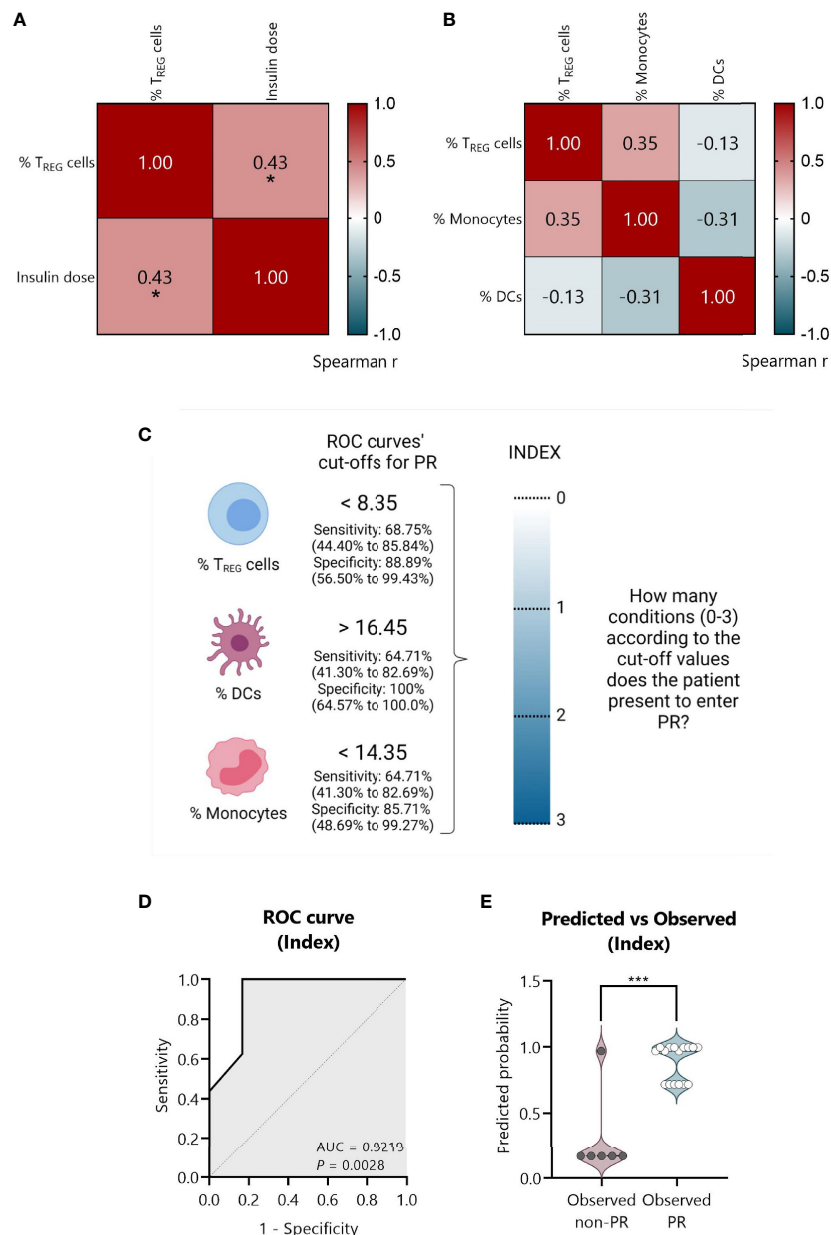 A
% TREG cells
Insulin dose
% TREG cells
1.00
0.43
*
Insulin dose
0.43
*
1.00
1.0
0.5
0
-0.5
-1.0
Spearman r
B
% TREG cells
% Monocytes
% DCs
% TREG cells
1.00
0.35
-0.13
% Monocytes
0.35
1.00
-0.31
% DCs
-0.13
-0.31
1.00
1.0
0.5
0
-0.5
-1.0
Spearman r
C
ROC curves'
cut-offs for PR
% TREG cells
< 8.35
Sensitivity: 68.75%
(44.40% to 85.84%)
Specificity: 88.89%
(56.50% to 99.43%)
% DCs
> 16.45
Sensitivity: 64.71%
(41.30% to 82.69%)
Specificity: 100%
(64.57% to 100.0%)
% Monocytes
< 14.35
Sensitivity: 64.71%
(41.30% to 82.69%)
Specificity: 85.71%
(48.69% to 99.27%)
INDEX
0
1
2
3
How many
conditions (0-3)
according to the
cut-off values
does the patient
present to enter
PR?
D
ROC curve
(Index)
Sensitivity
1.0
0.8
0.6
0.4
0.2
0.0
AUC = 0.9219
P = 0.0028
0.0 0.2 0.4 0.6 0.8 1.0
1 - Specificity
E
Predicted vs Observed
(Index)
Predicted probability
1.5
1.0
0.5
0.0
***
Observed
non-PR
Observed
PR